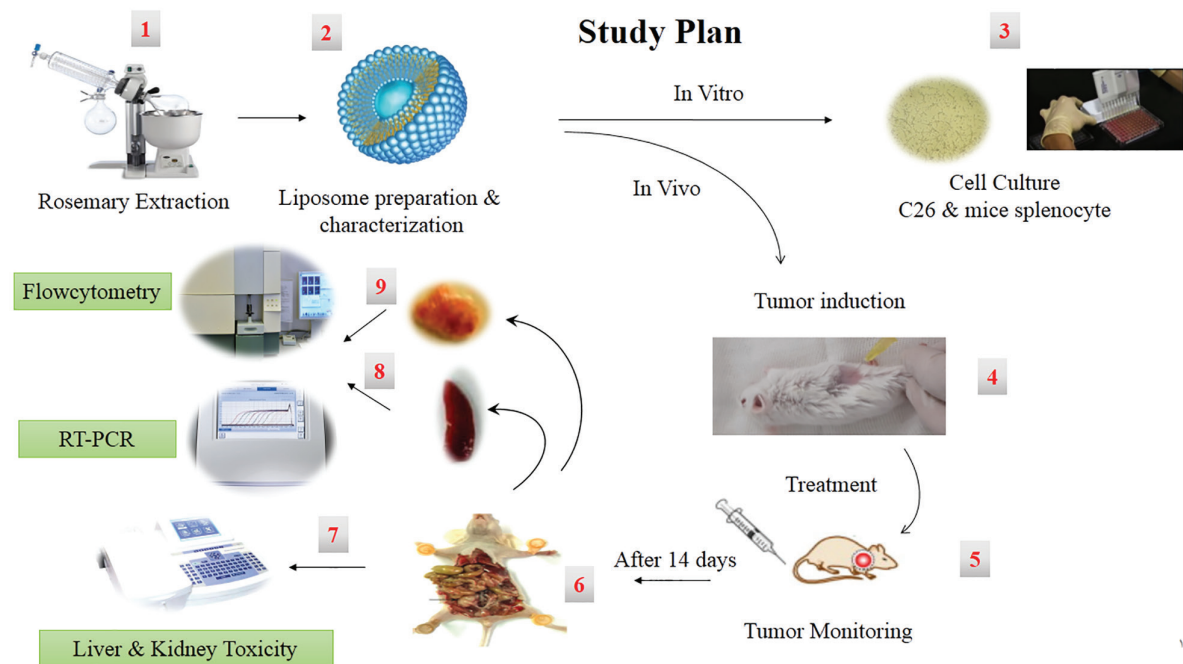 Study Plan
1
2
3
In Vitro
In Vivo
Rosemary Extraction
Liposome preparation &
characterization
Cell Culture
C26 & mice splenocyte
Tumor induction
4
Treatment
5
Tumor Monitoring
After 14 days
6
7
Liver & Kidney Toxicity
8
RT-PCR
9
Flowcytometry